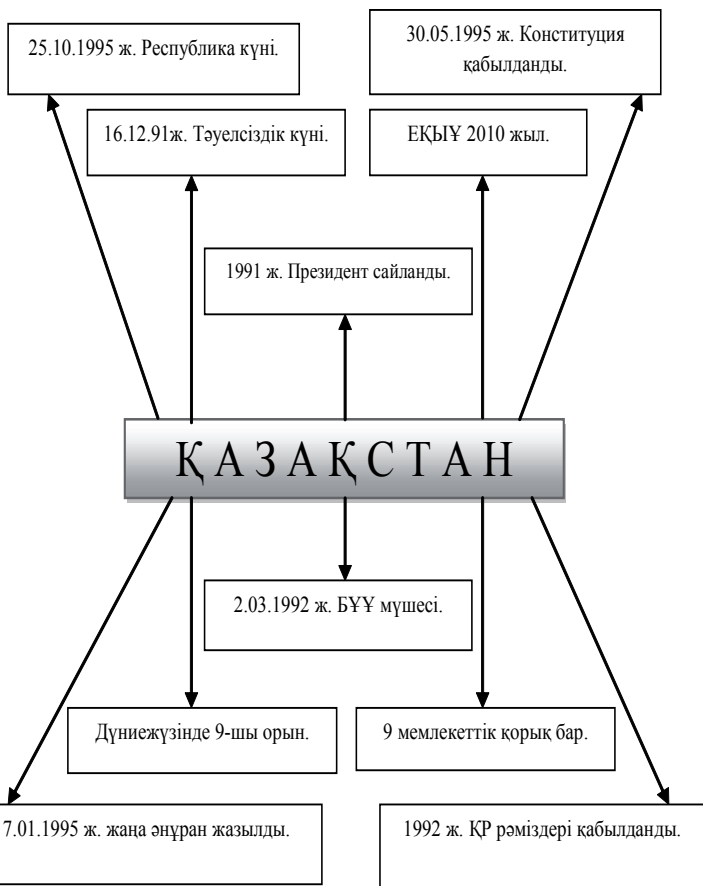 25.10.1995 ж. Республика күні.
30.05.1995 ж. Конституция
қабылданды.
16.12.91ж. Тәуелсіздік күні.
ЕҚЫҰ 2010 жыл.
1991 ж. Президент сайланды.
ҚАЗАҚСТАН
2.03.1992 ж. БҰҰ мүшесі.
Дүниежүзінде 9-шы орын.
9 мемлекеттік қорық бар.
7.01.1995 ж. жаңа әнұран жазылды.
1992 ж. ҚР рәміздері қабылданды.